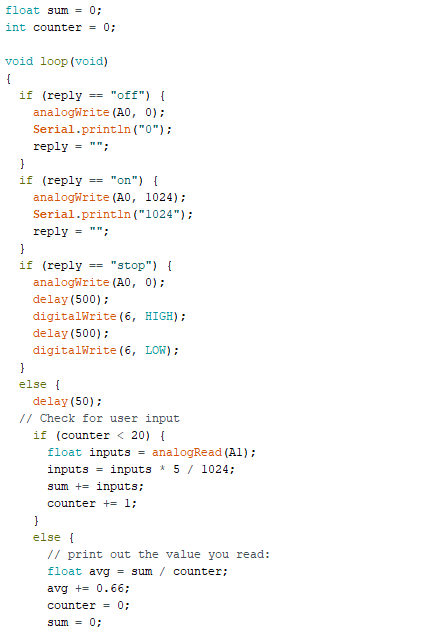 float sum = 0;
int counter = 0;

void loop(void)
{
  if (reply == "off") {
    analogWrite(A0, 0);
    Serial.println("0");
    reply = "";
  }
  if (reply == "on") {
    analogWrite(A0, 1024);
    Serial.println("1024");
    reply = "";
  }
  if (reply == "stop") {
    analogWrite(A0, 0);
    delay(500);
    digitalWrite(6, HIGH);
    delay(500);
    digitalWrite(6, LOW);
  }
  else {
    delay(50);
  // Check for user input
    if (counter < 20) {
      float inputs = analogRead(A1);
      inputs = inputs * 5 / 1024;
      sum += inputs;
      counter += 1;
    }
    else {
      // print out the value you read:
      float avg = sum / counter;
      avg += 0.66;
      counter = 0;
      sum = 0;